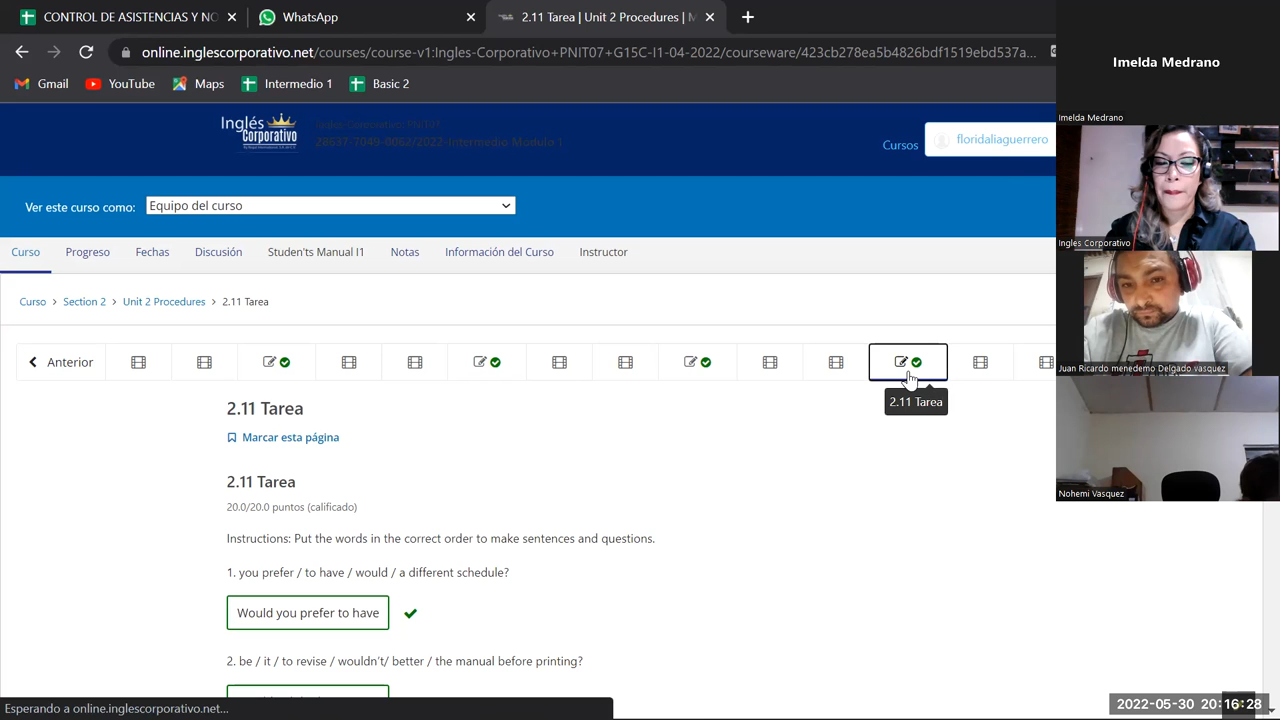 CONTROL DE ASISTENCIAS Y NO
WhatsApp
2.11 Tarea | Unit 2 Procedures | M
online.inglescorporativo.net/courses/course-v1:Ingles-Corporativo+PNIT07+G15C-I1-04-2022/courseware/423cb278ea5b4826bdf1519ebd537a...
Gmail
YouTube
Maps
Intermedio 1
Basic 2
Inglés
Corporativo
Cursos
floridaliaguerrero
Ver este curso como:
Equipo del curso
Curso
Progreso
Fechas
Discusión
Studen'ts Manual I1
Notas
Información del Curso
Instructor
Curso > Section 2 > Unit 2 Procedures > 2.11 Tarea
Anterior
2.11 Tarea
2.11 Tarea
Marcar esta página
2.11 Tarea
20.0/20.0 puntos (calificado)
Instructions: Put the words in the correct order to make sentences and questions.
1. you prefer / to have / would / a different schedule?
Would you prefer to have
2. be / it / to revise / wouldn't/ better / the manual before printing?
Esperando a online.inglescorporativo.net...
Imelda Medrano
Imelda Medrano
Ingles Corporativo
Juan Ricardo menedemo Delgado vasquez
Nohemi Vasquez
2022-05-30 20:16:28